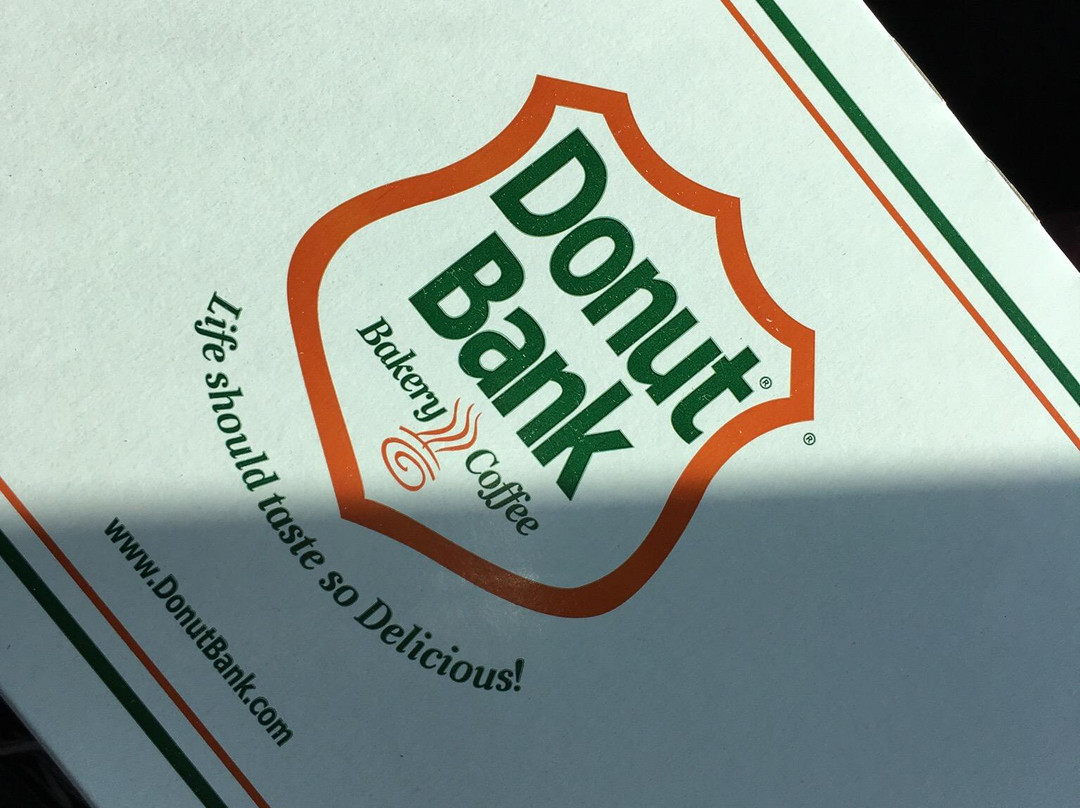 Donut®
Bank
Bakery Coffee
®
Life should taste so Delicious!
www.DonutBank.com